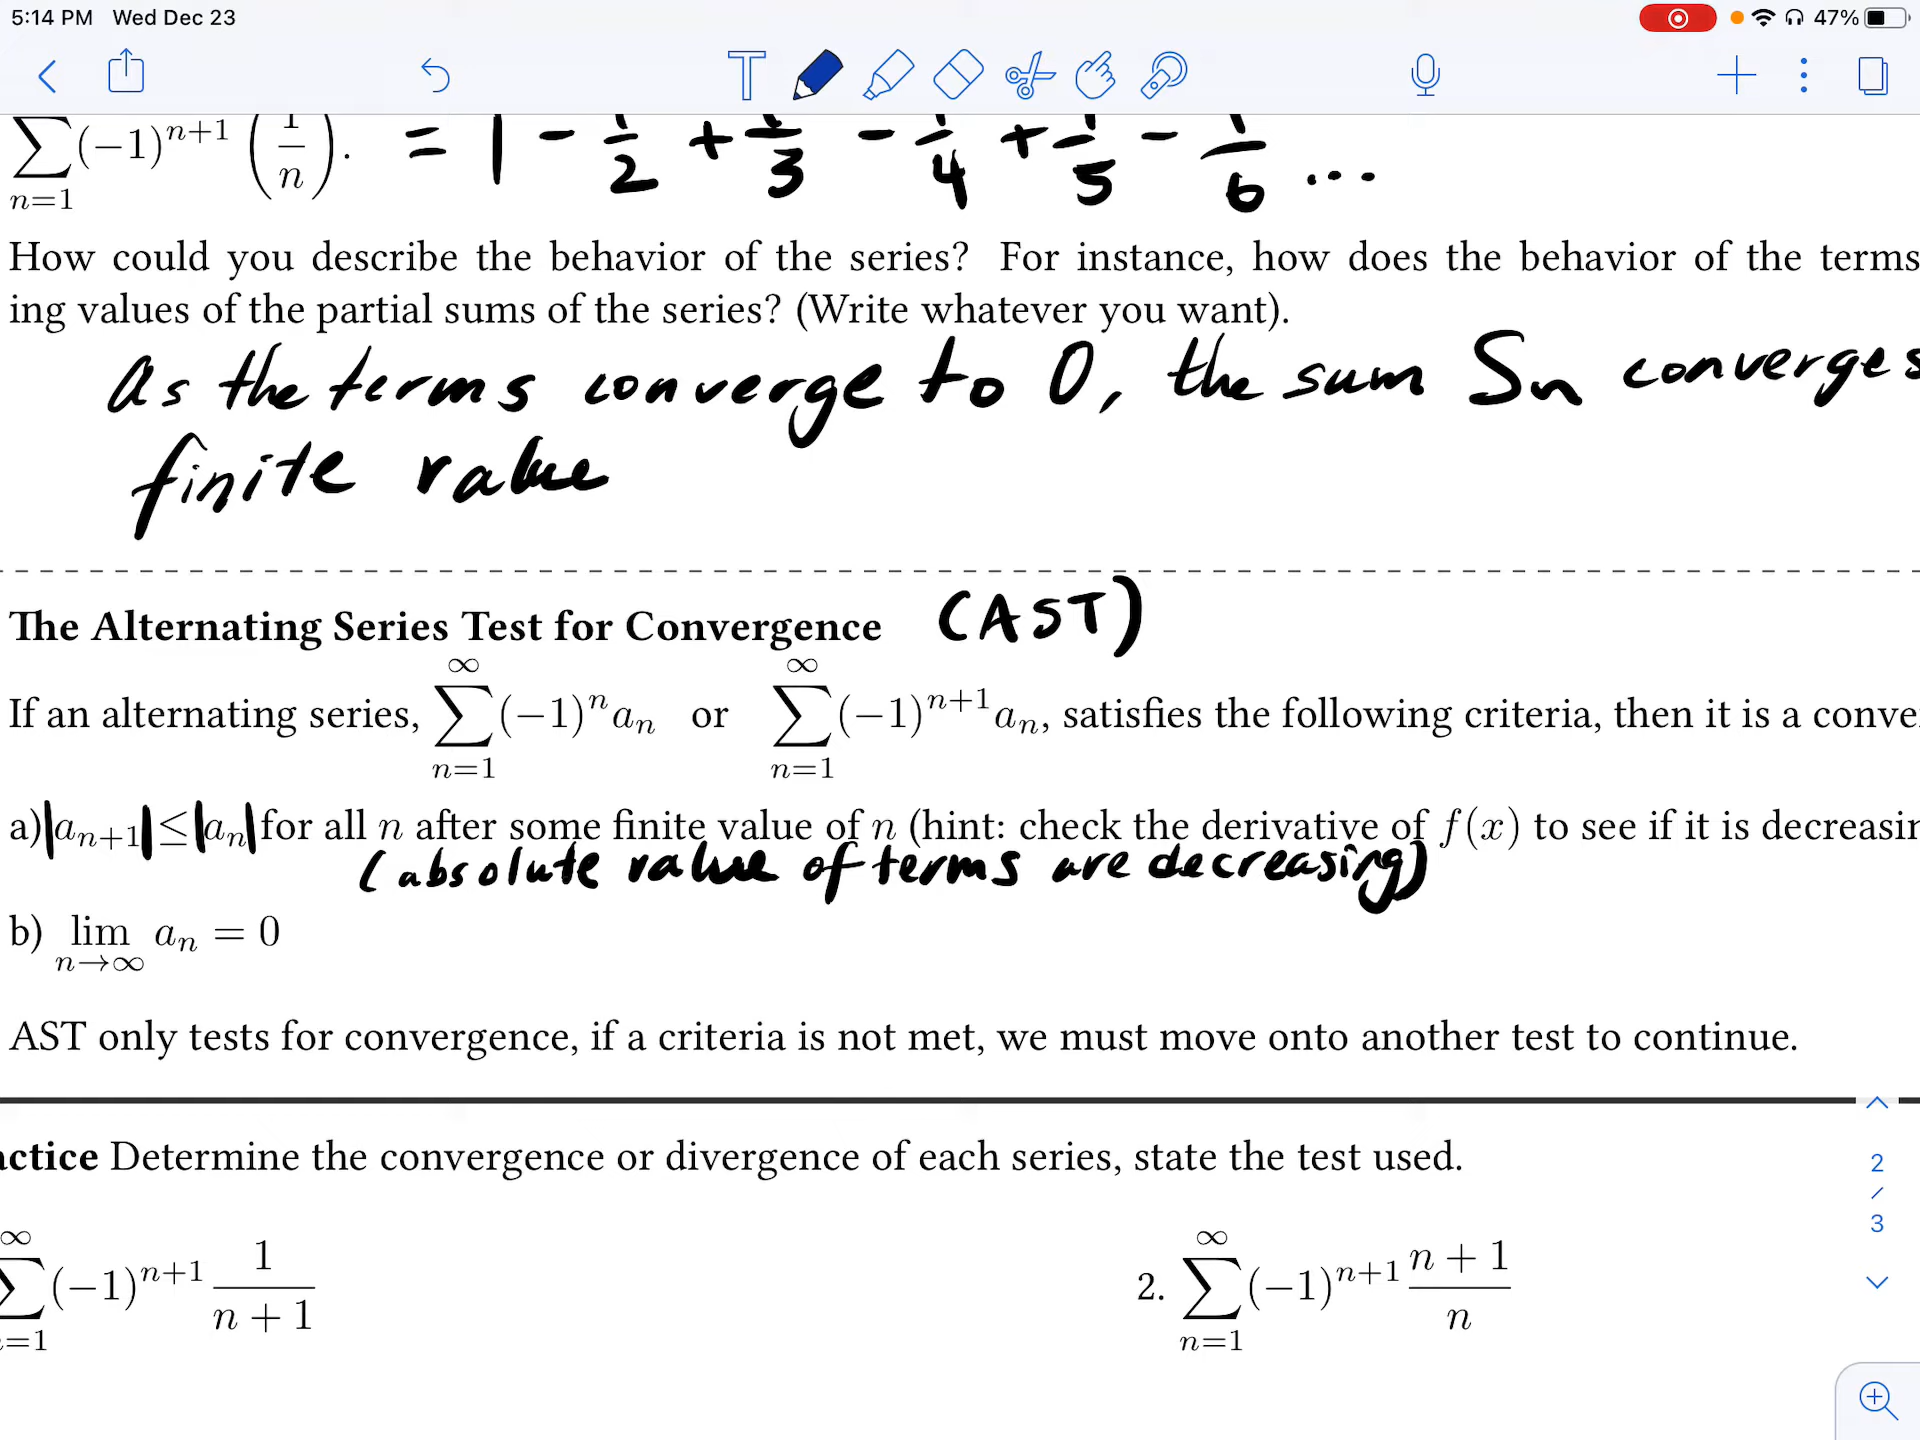 5:14 PM Wed Dec 23 47%
∑(−1)ⁿ⁺¹ (1/n). = 1 − 1/2 + 1/3 − 1/4 + 1/5 − 1/6 ...
n=1
How could you describe the behavior of the series? For instance, how does the behavior of the terms
ing values of the partial sums of the series? (Write whatever you want).
As the terms converge to 0, the sum Sn converges
finite value
The Alternating Series Test for Convergence (AST)
If an alternating series, ∑_{n=1}^{∞}(−1)ⁿaₙ or ∑_{n=1}^{∞}(−1)ⁿ⁺¹aₙ, satisfies the following criteria, then it is a conve
a)|aₙ₊₁|≤|aₙ| for all n after some finite value of n (hint: check the derivative of f(x) to see if it is decreasin
(absolute value of terms are decreasing)
b) lim_{n→∞} aₙ = 0
AST only tests for convergence, if a criteria is not met, we must move onto another test to continue.
actice Determine the convergence or divergence of each series, state the test used.
∑_{n=1}^{∞}(−1)ⁿ⁺¹ 1/(n + 1)
2. ∑_{n=1}^{∞}(−1)ⁿ⁺¹ (n + 1)/n
2
/
3